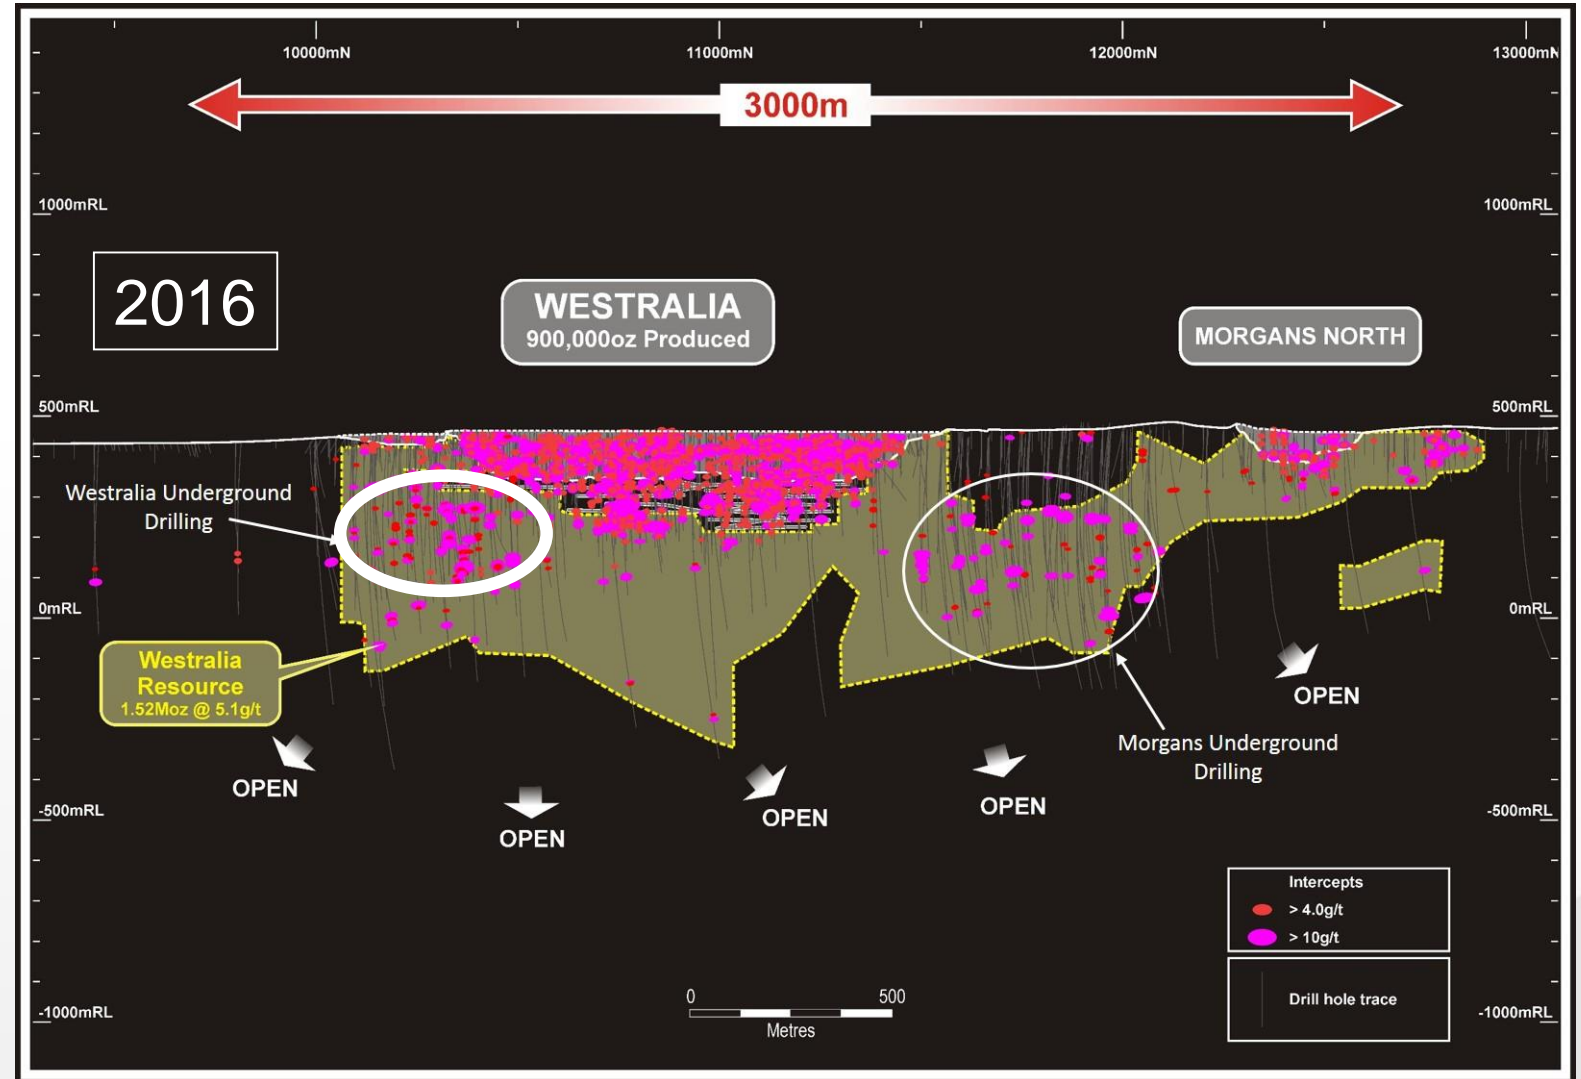 10000mN
11000mN
12000mN
13000mN
3000m
1000mRL
1000mRL
2016
WESTRALIA
900,000oz Produced
MORGANS NORTH
500mRL
500mRL
Westralia Underground
Drilling
0mRL
0mRL
Westralia
Resource
1.52Moz @ 5.1g/t
OPEN
OPEN
OPEN
OPEN
OPEN
Morgans Underground
Drilling
-500mRL
-500mRL
Intercepts
> 4.0g/t
> 10g/t
Drill hole trace
0
500
Metres
-1000mRL
-1000mRL